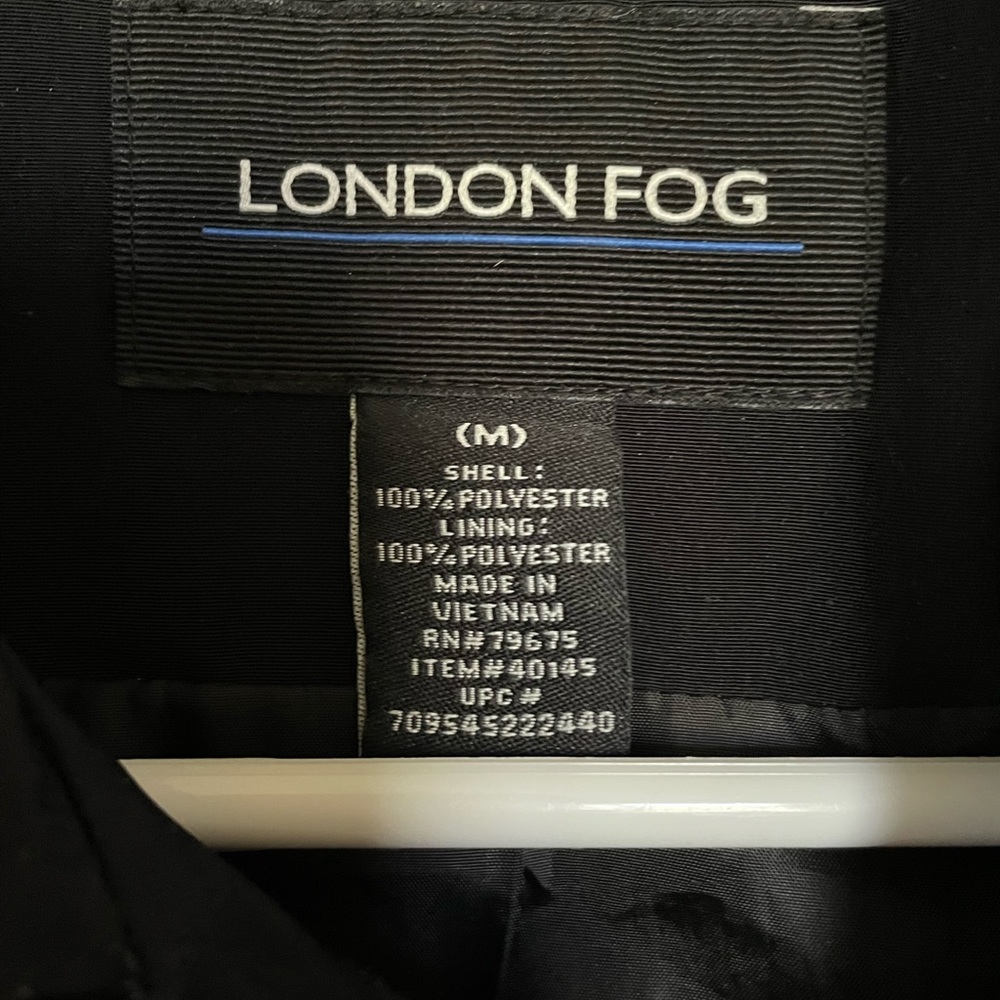 LONDON FOG
(M)
SHELL:
100%POLYESTER
LINING:
100%POLYESTER
MADE IN
VIETNAM
RN#79675
ITEM#40145
UPC#
709545222440